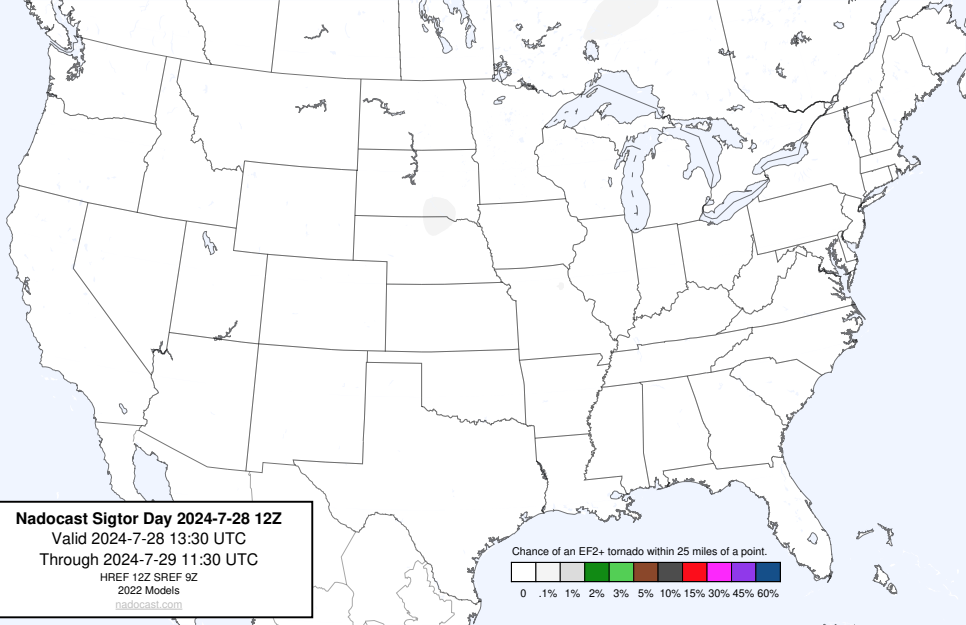 Nadocast Sigtor Day 2024-7-28 12Z
Valid 2024-7-28 13:30 UTC
Through 2024-7-29 11:30 UTC
HREF 12Z SREF 9Z
2022 Models
nadocast.com
Chance of an EF2+ tornado within 25 miles of a point.
0 .1% 1% 2% 3% 5% 10% 15% 30% 45% 60%